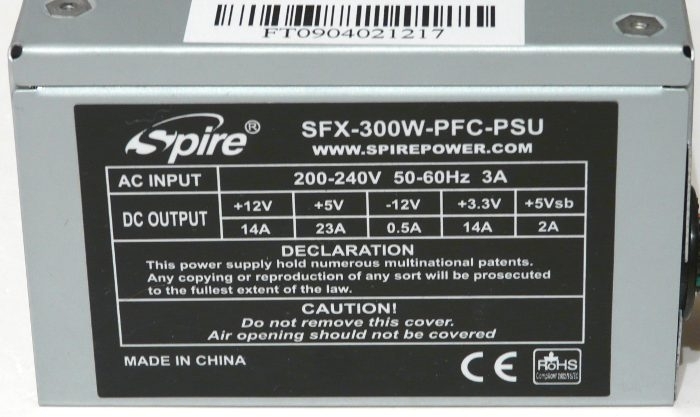 FT0904021217
Spire® SFX-300W-PFC-PSU
WWW.SPIREPOWER.COM
AC INPUT 200-240V 50-60Hz 3A
DC OUTPUT +12V +5V -12V +3.3V +5Vsb
14A 23A 0.5A 14A 2A
DECLARATION
This power supply hold numerous multinational patents.
Any copying or reproduction of any sort will be prosecuted
to the fullest extent of the law.
CAUTION!
Do not remove this cover.
Air opening should not be covered
MADE IN CHINA
CE RoHS